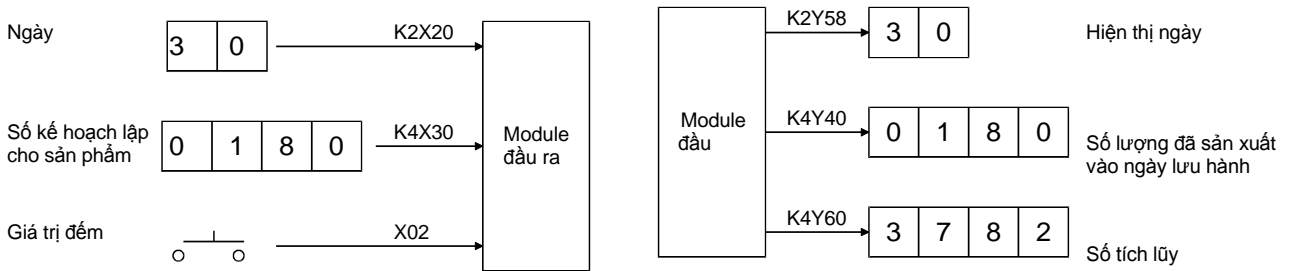 Ngày
3 0
K2X20
Số kế hoạch lập
cho sản phẩm
0 1 8 0
K4X30
Giá trị đếm
X02
Module
đầu ra
Module
đầu
K2Y58
3 0
Hiện thị ngày
K4Y40
0 1 8 0
Số lượng đã sản xuất
vào ngày lưu hành
K4Y60
3 7 8 2
Số tích lũy